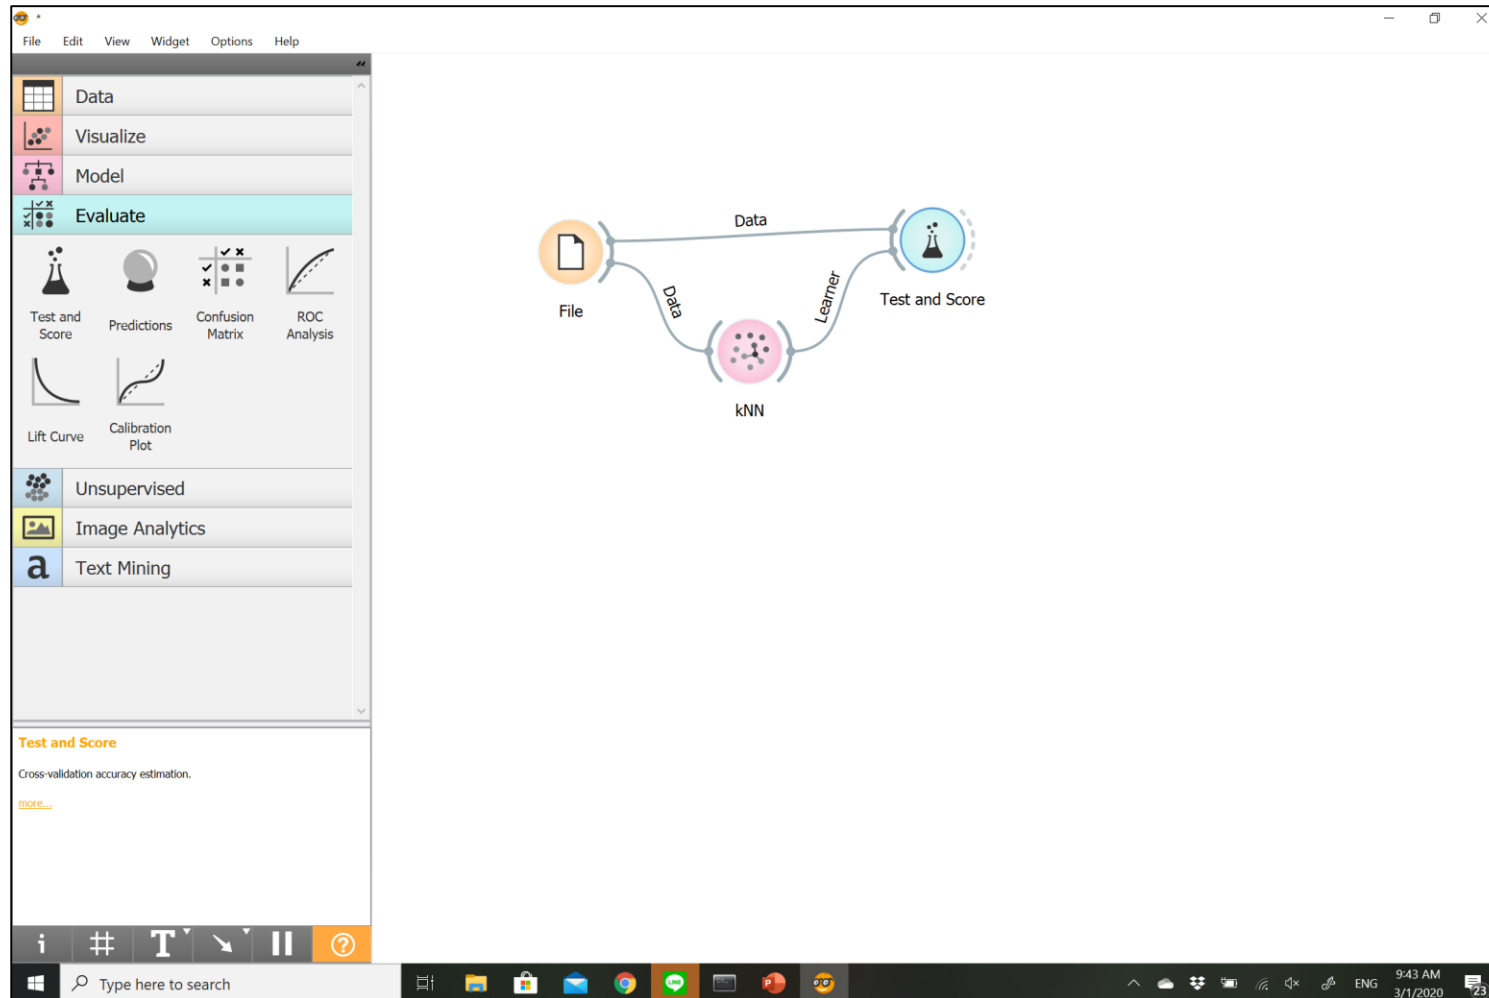 *
File Edit View Widget Options Help
Data
Visualize
Model
Evaluate
Test and
Score
Predictions
Confusion
Matrix
ROC
Analysis
Lift Curve
Calibration
Plot
Unsupervised
Image Analytics
a Text Mining
Test and Score
Cross-validation accuracy estimation.
more...
i # T ?
Data
File
Data
Learner
Test and Score
kNN
Type here to search
LINE
P
ENG
9:43 AM
3/1/2020
23